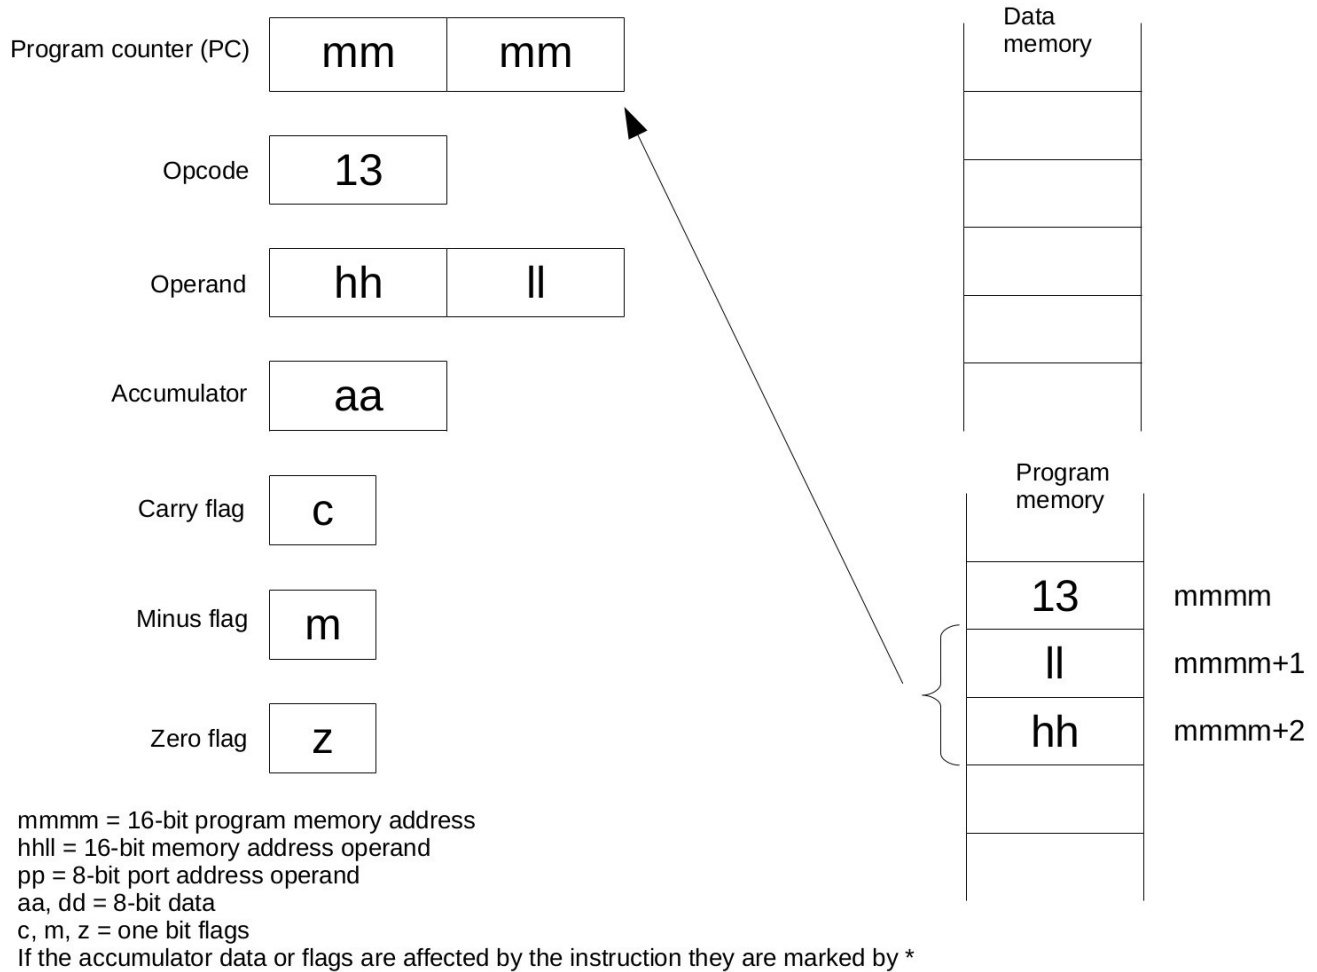 Program counter (PC) mm mm
Opcode 13
Operand hh ll
Accumulator aa
Carry flag c
Minus flag m
Zero flag z
Data
memory
Program
memory
13 mmmm
ll mmmm+1
hh mmmm+2
mmmm = 16-bit program memory address
hhll = 16-bit memory address operand
pp = 8-bit port address operand
aa, dd = 8-bit data
c, m, z = one bit flags
If the accumulator data or flags are affected by the instruction they are marked by *